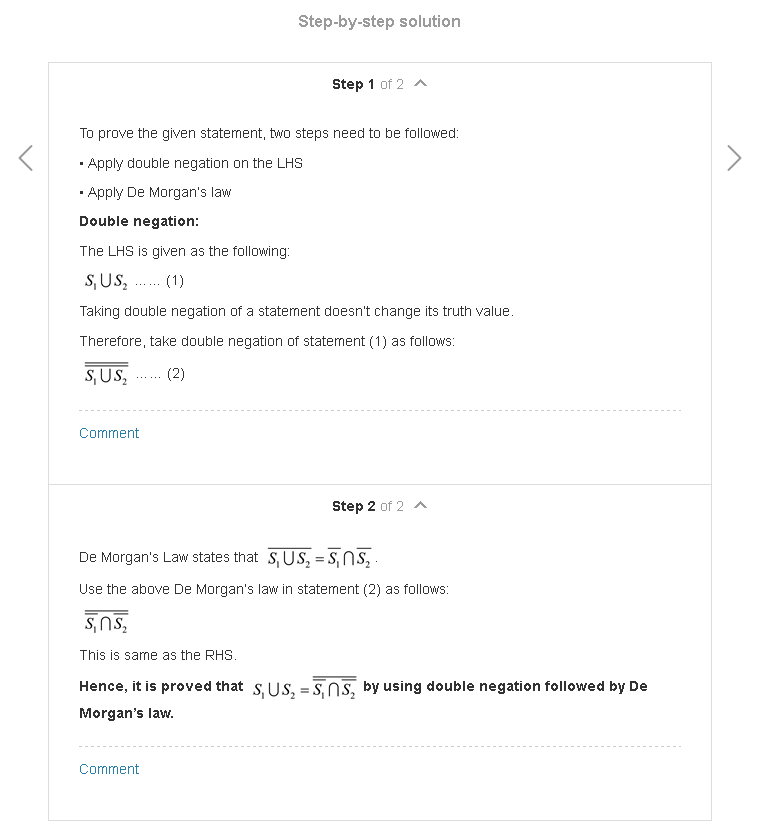 Step-by-step solution
Step 1 of 2
To prove the given statement, two steps need to be followed:
• Apply double negation on the LHS
• Apply De Morgan's law
Double negation:
The LHS is given as the following:
S₁∪S₂ ...... (1)
Taking double negation of a statement doesn't change its truth value.
Therefore, take double negation of statement (1) as follows:
$\overline{\overline{S_1 \cup S_2}}$ ...... (2)
Comment
Step 2 of 2
De Morgan's Law states that $\overline{S_1 \cup S_2} = \overline{S_1} \cap \overline{S_2}$ .
Use the above De Morgan's law in statement (2) as follows:
$\overline{\overline{S_1} \cap \overline{S_2}}$
This is same as the RHS.
Hence, it is proved that $S_1 \cup S_2 = \overline{\overline{S_1} \cap \overline{S_2}}$ by using double negation followed by De
Morgan's law.
Comment